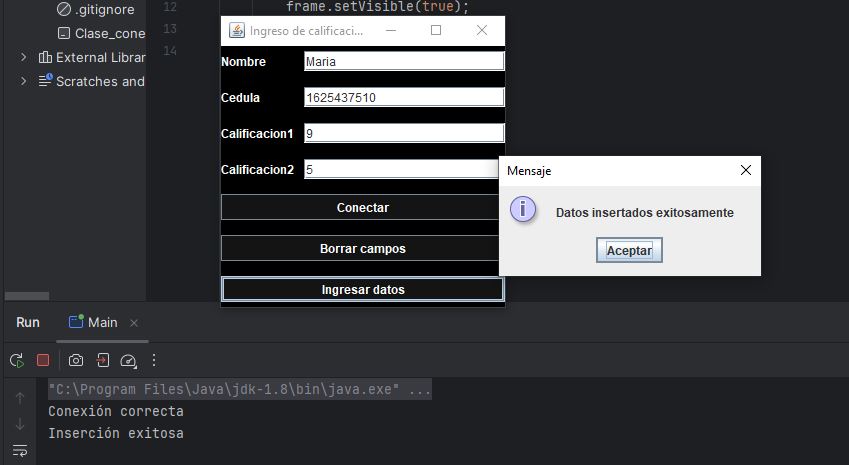 .gitignore
Clase_cone
External Librar
Scratches and
12
13
14
frame.setVisible(true);
Ingreso de calificaci...
Nombre Maria
Cedula 1625437510
Calificacion1 9
Calificacion2 5
Conectar
Borrar campos
Ingresar datos
Mensaje
Datos insertados exitosamente
Aceptar
Run Main
"C:\Program Files\Java\jdk-1.8\bin\java.exe" ...
Conexión correcta
Inserción exitosa